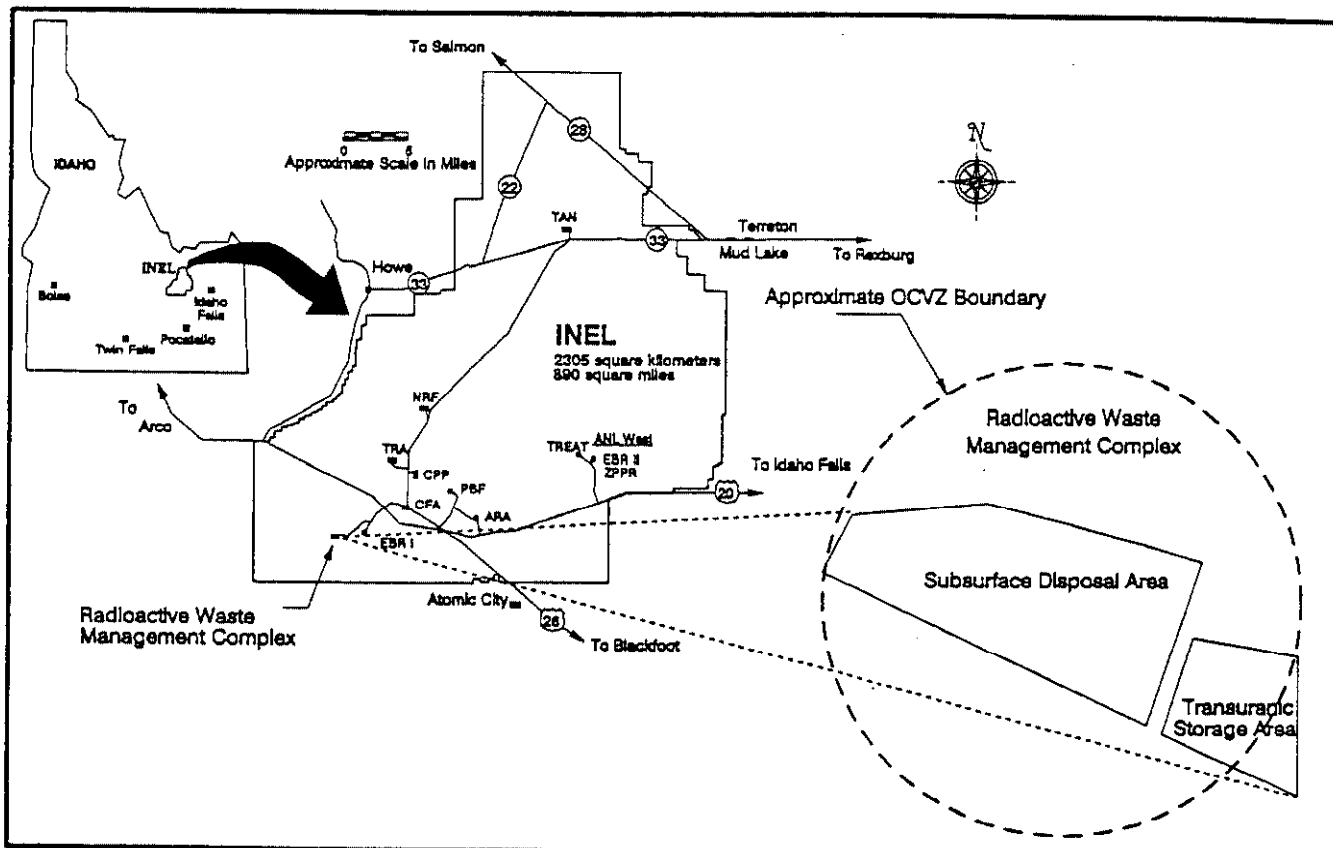 To Salmon
IDAHO
INEL
Boise
Idaho
Falls
Pocatello
Twin Falls
0 5
Approximate Scale in Miles
28
22
N
TAN
33
Terreton
Mud Lake
To Rexburg
Howe
33
Approximate OCVZ Boundary
INEL
2305 square kilometers
890 square miles
To
Arco
NRF
TRA
CPP
PBF
CFA
ARA
EBR I
TREAT
ANL West
EBR II
ZPPR
To Idaho Falls
20
Radioactive Waste
Management Complex
Subsurface Disposal Area
Transuranic
Storage Area
Radioactive Waste
Management Complex
Atomic City
26
To Blackfoot